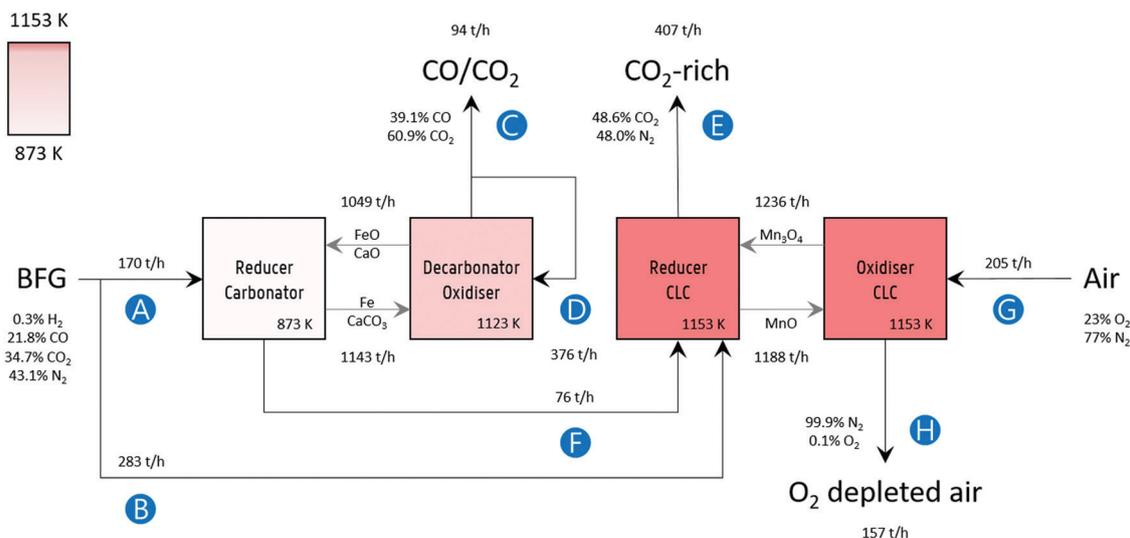 1153 K
873 K
94 t/h
CO/CO₂
39.1% CO
60.9% CO₂
C
407 t/h
CO₂-rich
48.6% CO₂
48.0% N₂
E
BFG
0.3% H₂
21.8% CO
34.7% CO₂
43.1% N₂
170 t/h
A
Reducer
Carbonator
873 K
1049 t/h
FeO
CaO
Fe
CaCO₃
1143 t/h
Decarbonator
Oxidiser
1123 K
D
376 t/h
Reducer
CLC
1153 K
1236 t/h
Mn₃O₄
MnO
1188 t/h
Oxidiser
CLC
1153 K
205 t/h
G
Air
23% O₂
77% N₂
76 t/h
F
283 t/h
B
99.9% N₂
0.1% O₂
H
O₂ depleted air
157 t/h